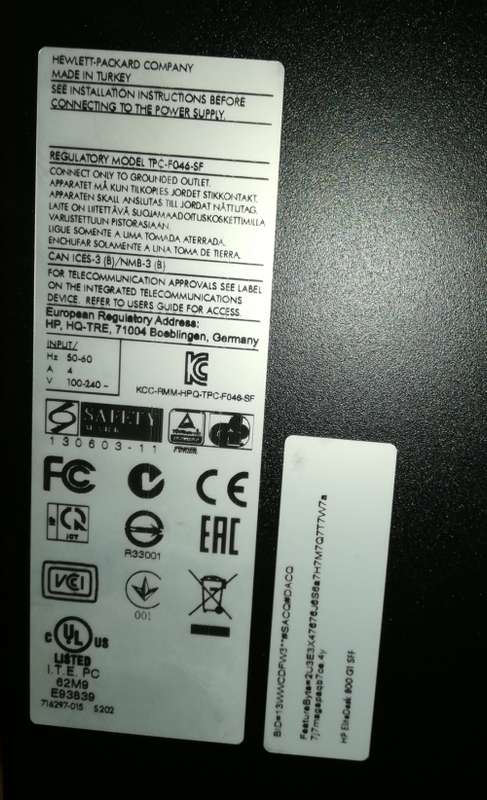 HEWLETT-PACKARD COMPANY
MADE IN TURKEY
SEE INSTALLATION INSTRUCTIONS BEFORE
CONNECTING TO THE POWER SUPPLY.
REGULATORY MODEL TPC-F046-SF
CONNECT ONLY TO GROUNDED OUTLET.
APPARATET MÅ KUN TILKOPLES JORDET STIKKONTAKT.
APPARATEN SKALL ANSLUTAS TILL JORDAT NÄTTUTAG.
LAITE ON LIITETTÄVÄ SUOJAMAADOITUSKOSKETTIMILLA
VARUSTETTUUN PISTORASIAAN.
LIGUE SOMENTE A UMA TOMADA ATERRADA.
ENCHUFAR SOLAMENTE A UNA TOMA DE TIERRA.
CAN ICES-3 (B)/NMB-3 (B)
FOR TELECOMMUNICATION APPROVALS SEE LABEL
ON THE INTEGRATED TELECOMMUNICATIONS
DEVICE. REFER TO USERS GUIDE FOR ACCESS.
European Regulatory Address:
HP, HQ-TRE, 71004 Boeblingen, Germany
INPUT/
Hz 50-60
A 4
V 100-240 ~
KCC-RMM-HPQ-TPC-F046-SF
SAFETY
MARK
130603-11
FC
CE
R33001
EAC
VCI
001
c UL US
LISTED
I.T.E. PC
62M9
E93839
716297-015 S202
HP EliteDesk 800 G1 SFF